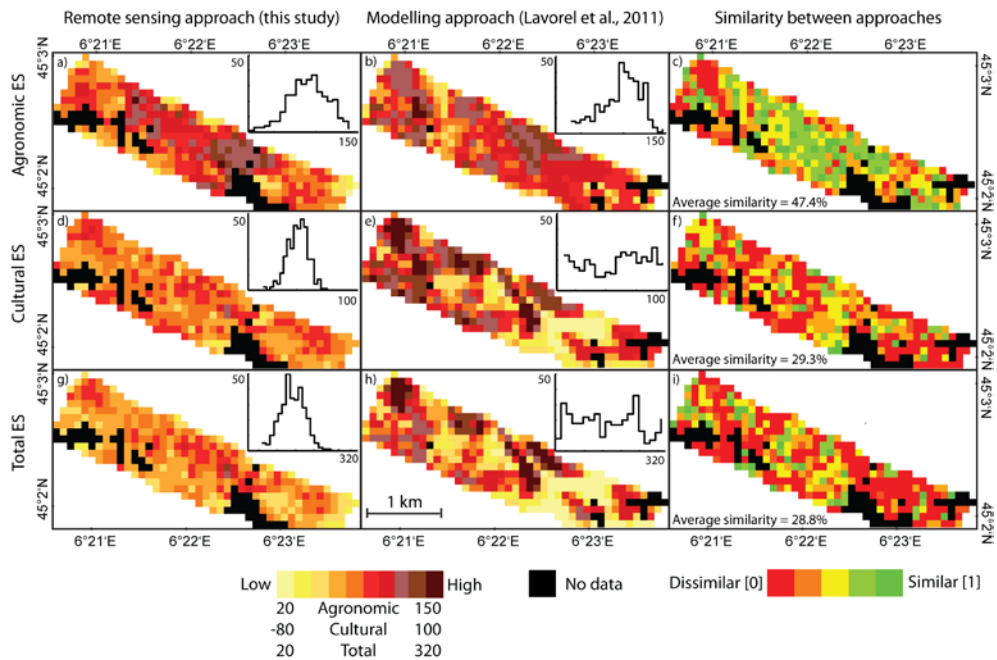 Remote sensing approach (this study)
Modelling approach (Lavorel et al., 2011)
Similarity between approaches
6°21'E 6°22'E 6°23'E
6°21'E 6°22'E 6°23'E
6°21'E 6°22'E 6°23'E
Agronomic ES
45°3'N
45°2'N
a)
50
150
b)
50
150
c)
Average similarity = 47.4%
45°3'N
45°2'N
Cultural ES
45°3'N
45°2'N
d)
50
100
e)
50
100
f)
Average similarity = 29.3%
45°3'N
45°2'N
Total ES
45°3'N
45°2'N
g)
50
320
h)
50
320
1 km
i)
Average similarity = 28.8%
45°3'N
45°2'N
6°21'E 6°22'E 6°23'E
6°21'E 6°22'E 6°23'E
6°21'E 6°22'E 6°23'E
Low High
20 Agronomic 150
-80 Cultural 100
20 Total 320
No data
Dissimilar [0] Similar [1]